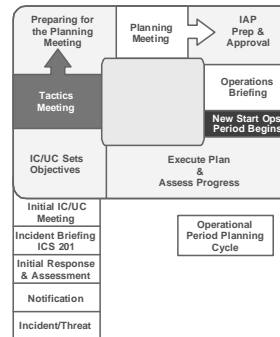 Preparing for
the Planning
Meeting
Planning
Meeting
IAP
Prep &
Approval
Tactics
Meeting
Operations
Briefing
New Start Ops
Period Begins
IC/UC Sets
Objectives
Execute Plan
&
Assess Progress
Initial IC/UC
Meeting
Incident Briefing
ICS 201
Initial Response
& Assessment
Notification
Incident/Threat
Operational
Period Planning
Cycle